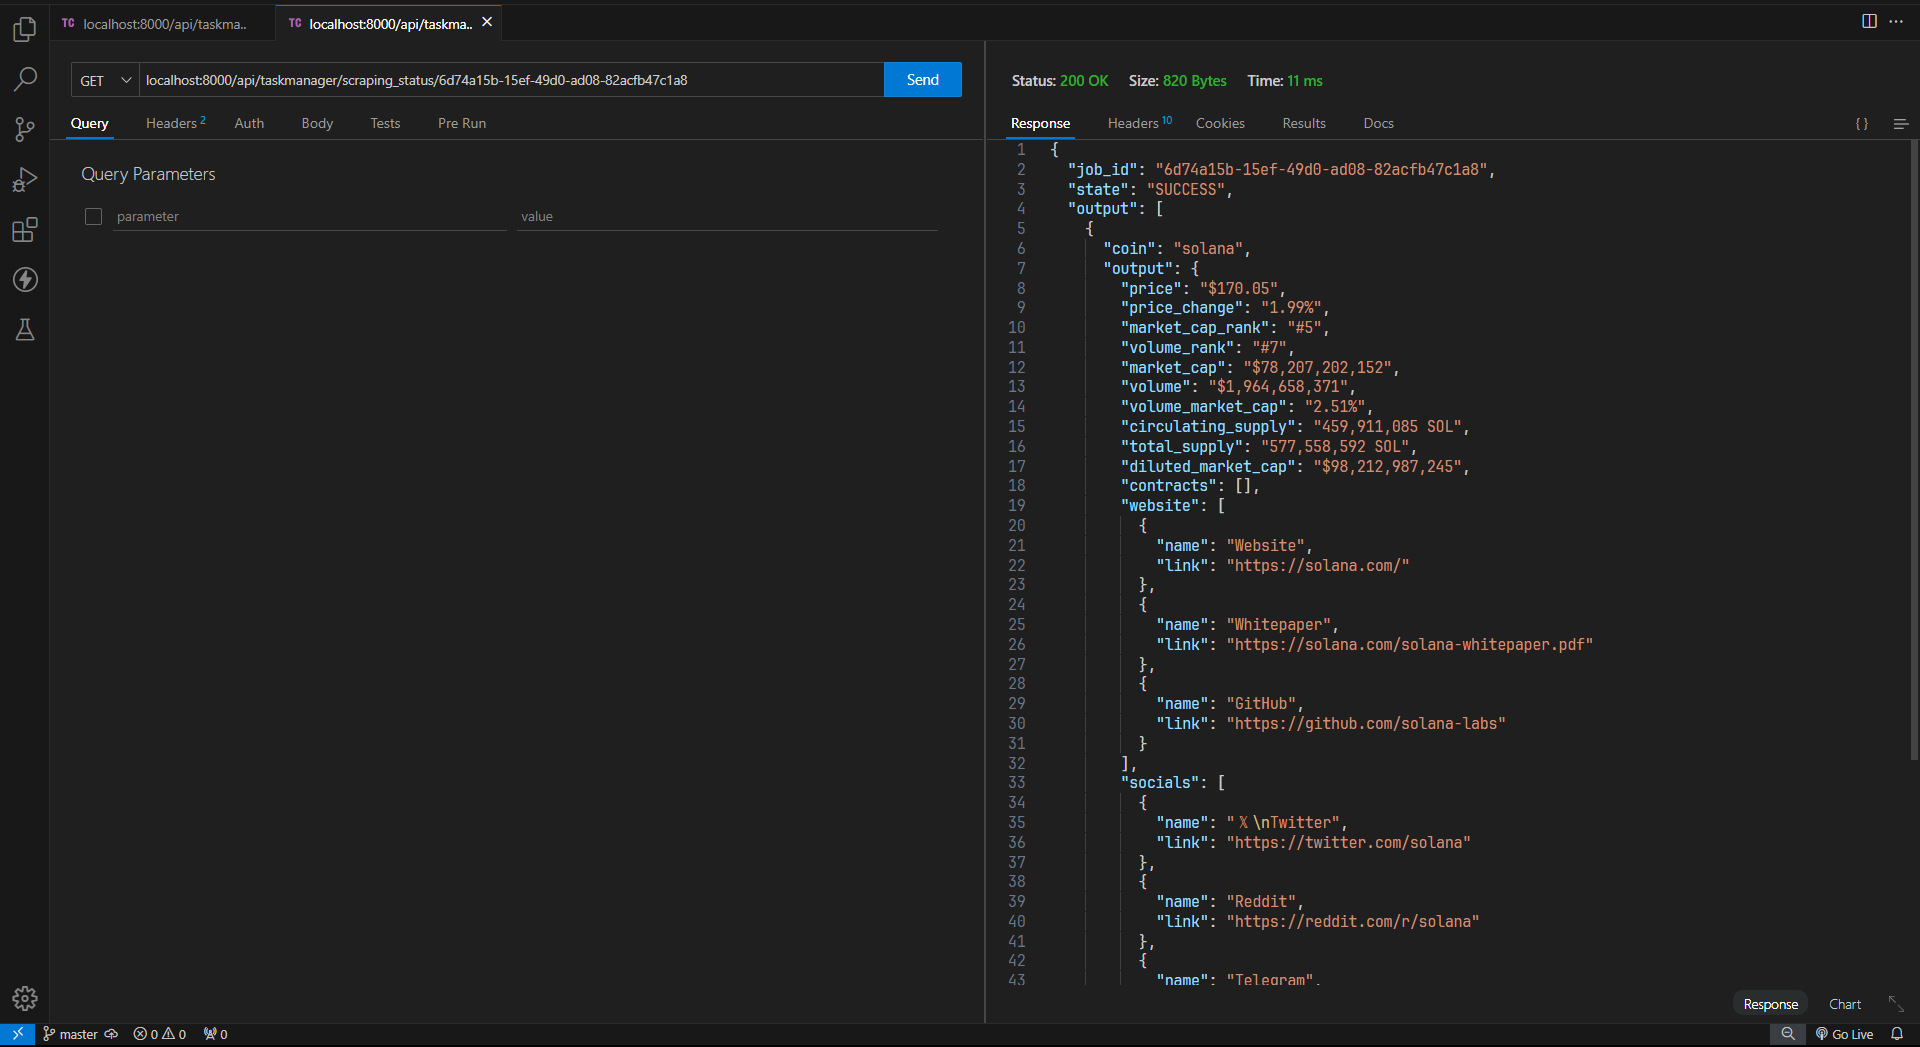 TC localhost:8000/api/taskma..
TC localhost:8000/api/taskma..
GET localhost:8000/api/taskmanager/scraping_status/6d74a15b-15ef-49d0-ad08-82acfb47c1a8 Send
Query Headers 2 Auth Body Tests Pre Run
Query Parameters
parameter value
Status: 200 OK Size: 820 Bytes Time: 11 ms
Response Headers 10 Cookies Results Docs
{ }
1 {
2 "job_id": "6d74a15b-15ef-49d0-ad08-82acfb47c1a8",
3 "state": "SUCCESS",
4 "output": [
5 {
6 "coin": "solana",
7 "output": {
8 "price": "$170.05",
9 "price_change": "1.99%",
10 "market_cap_rank": "#5",
11 "volume_rank": "#7",
12 "market_cap": "$78,207,202,152",
13 "volume": "$1,964,658,371",
14 "volume_market_cap": "2.51%",
15 "circulating_supply": "459,911,085 SOL",
16 "total_supply": "577,558,592 SOL",
17 "diluted_market_cap": "$98,212,987,245",
18 "contracts": [],
19 "website": [
20 {
21 "name": "Website",
22 "link": "https://solana.com/"
23 },
24 {
25 "name": "Whitepaper",
26 "link": "https://solana.com/solana-whitepaper.pdf"
27 },
28 {
29 "name": "GitHub",
30 "link": "https://github.com/solana-labs"
31 }
32 ],
33 "socials": [
34 {
35 "name": "𝕏\nTwitter",
36 "link": "https://twitter.com/solana"
37 },
38 {
39 "name": "Reddit",
40 "link": "https://reddit.com/r/solana"
41 },
42 {
43 "name": "Telegram",
Response Chart
master 0 0 0
Go Live